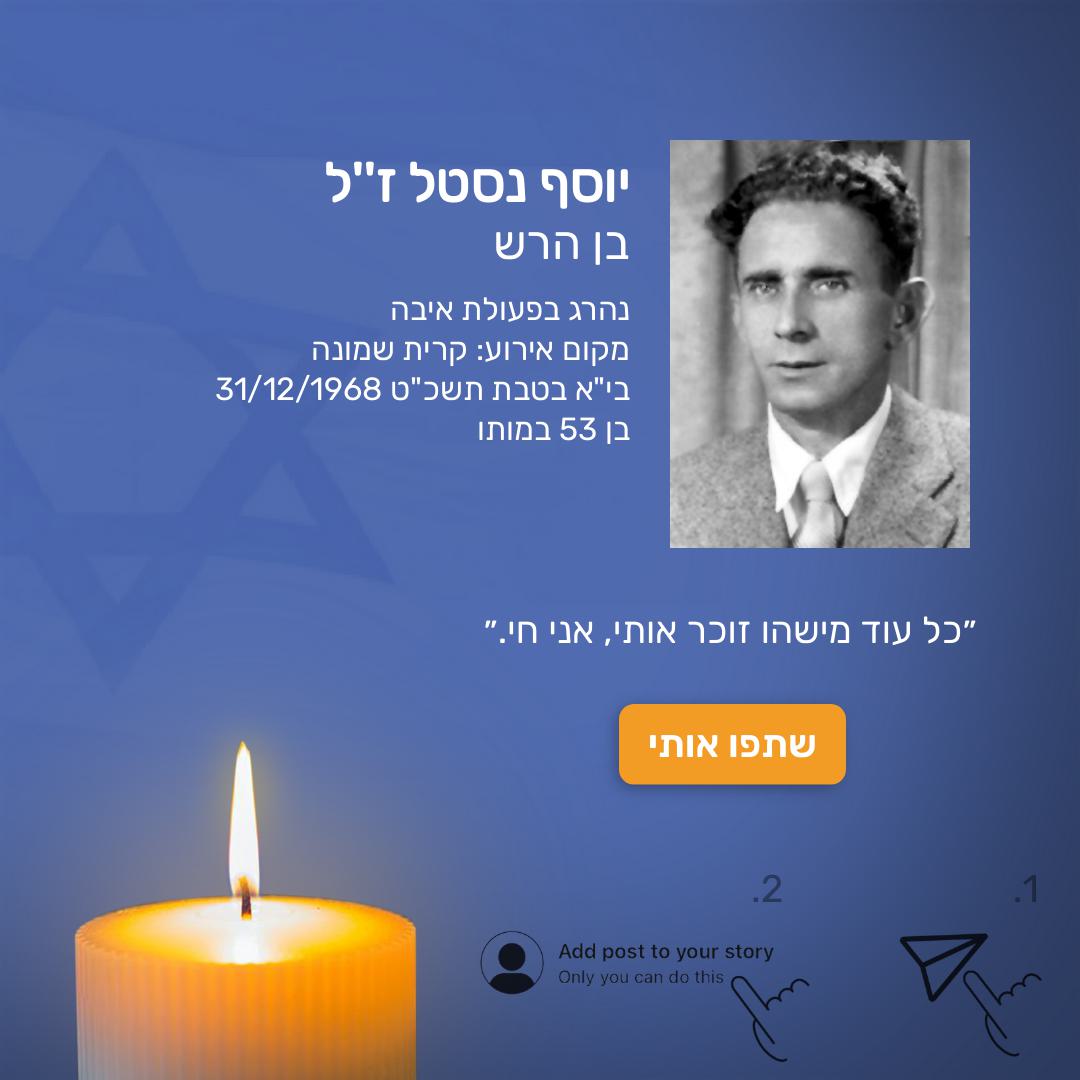 יוסף נסטל ז"ל
בן הרש
נהרג בפעולת איבה
מקום אירוע: קרית שמונה
בי"א בטבת תשכ"ט 31/12/1968
בן 53 במותו
״כל עוד מישהו זוכר אותי, אני חי.״
שתפו אותי
1.
2.
Add post to your story
Only you can do this